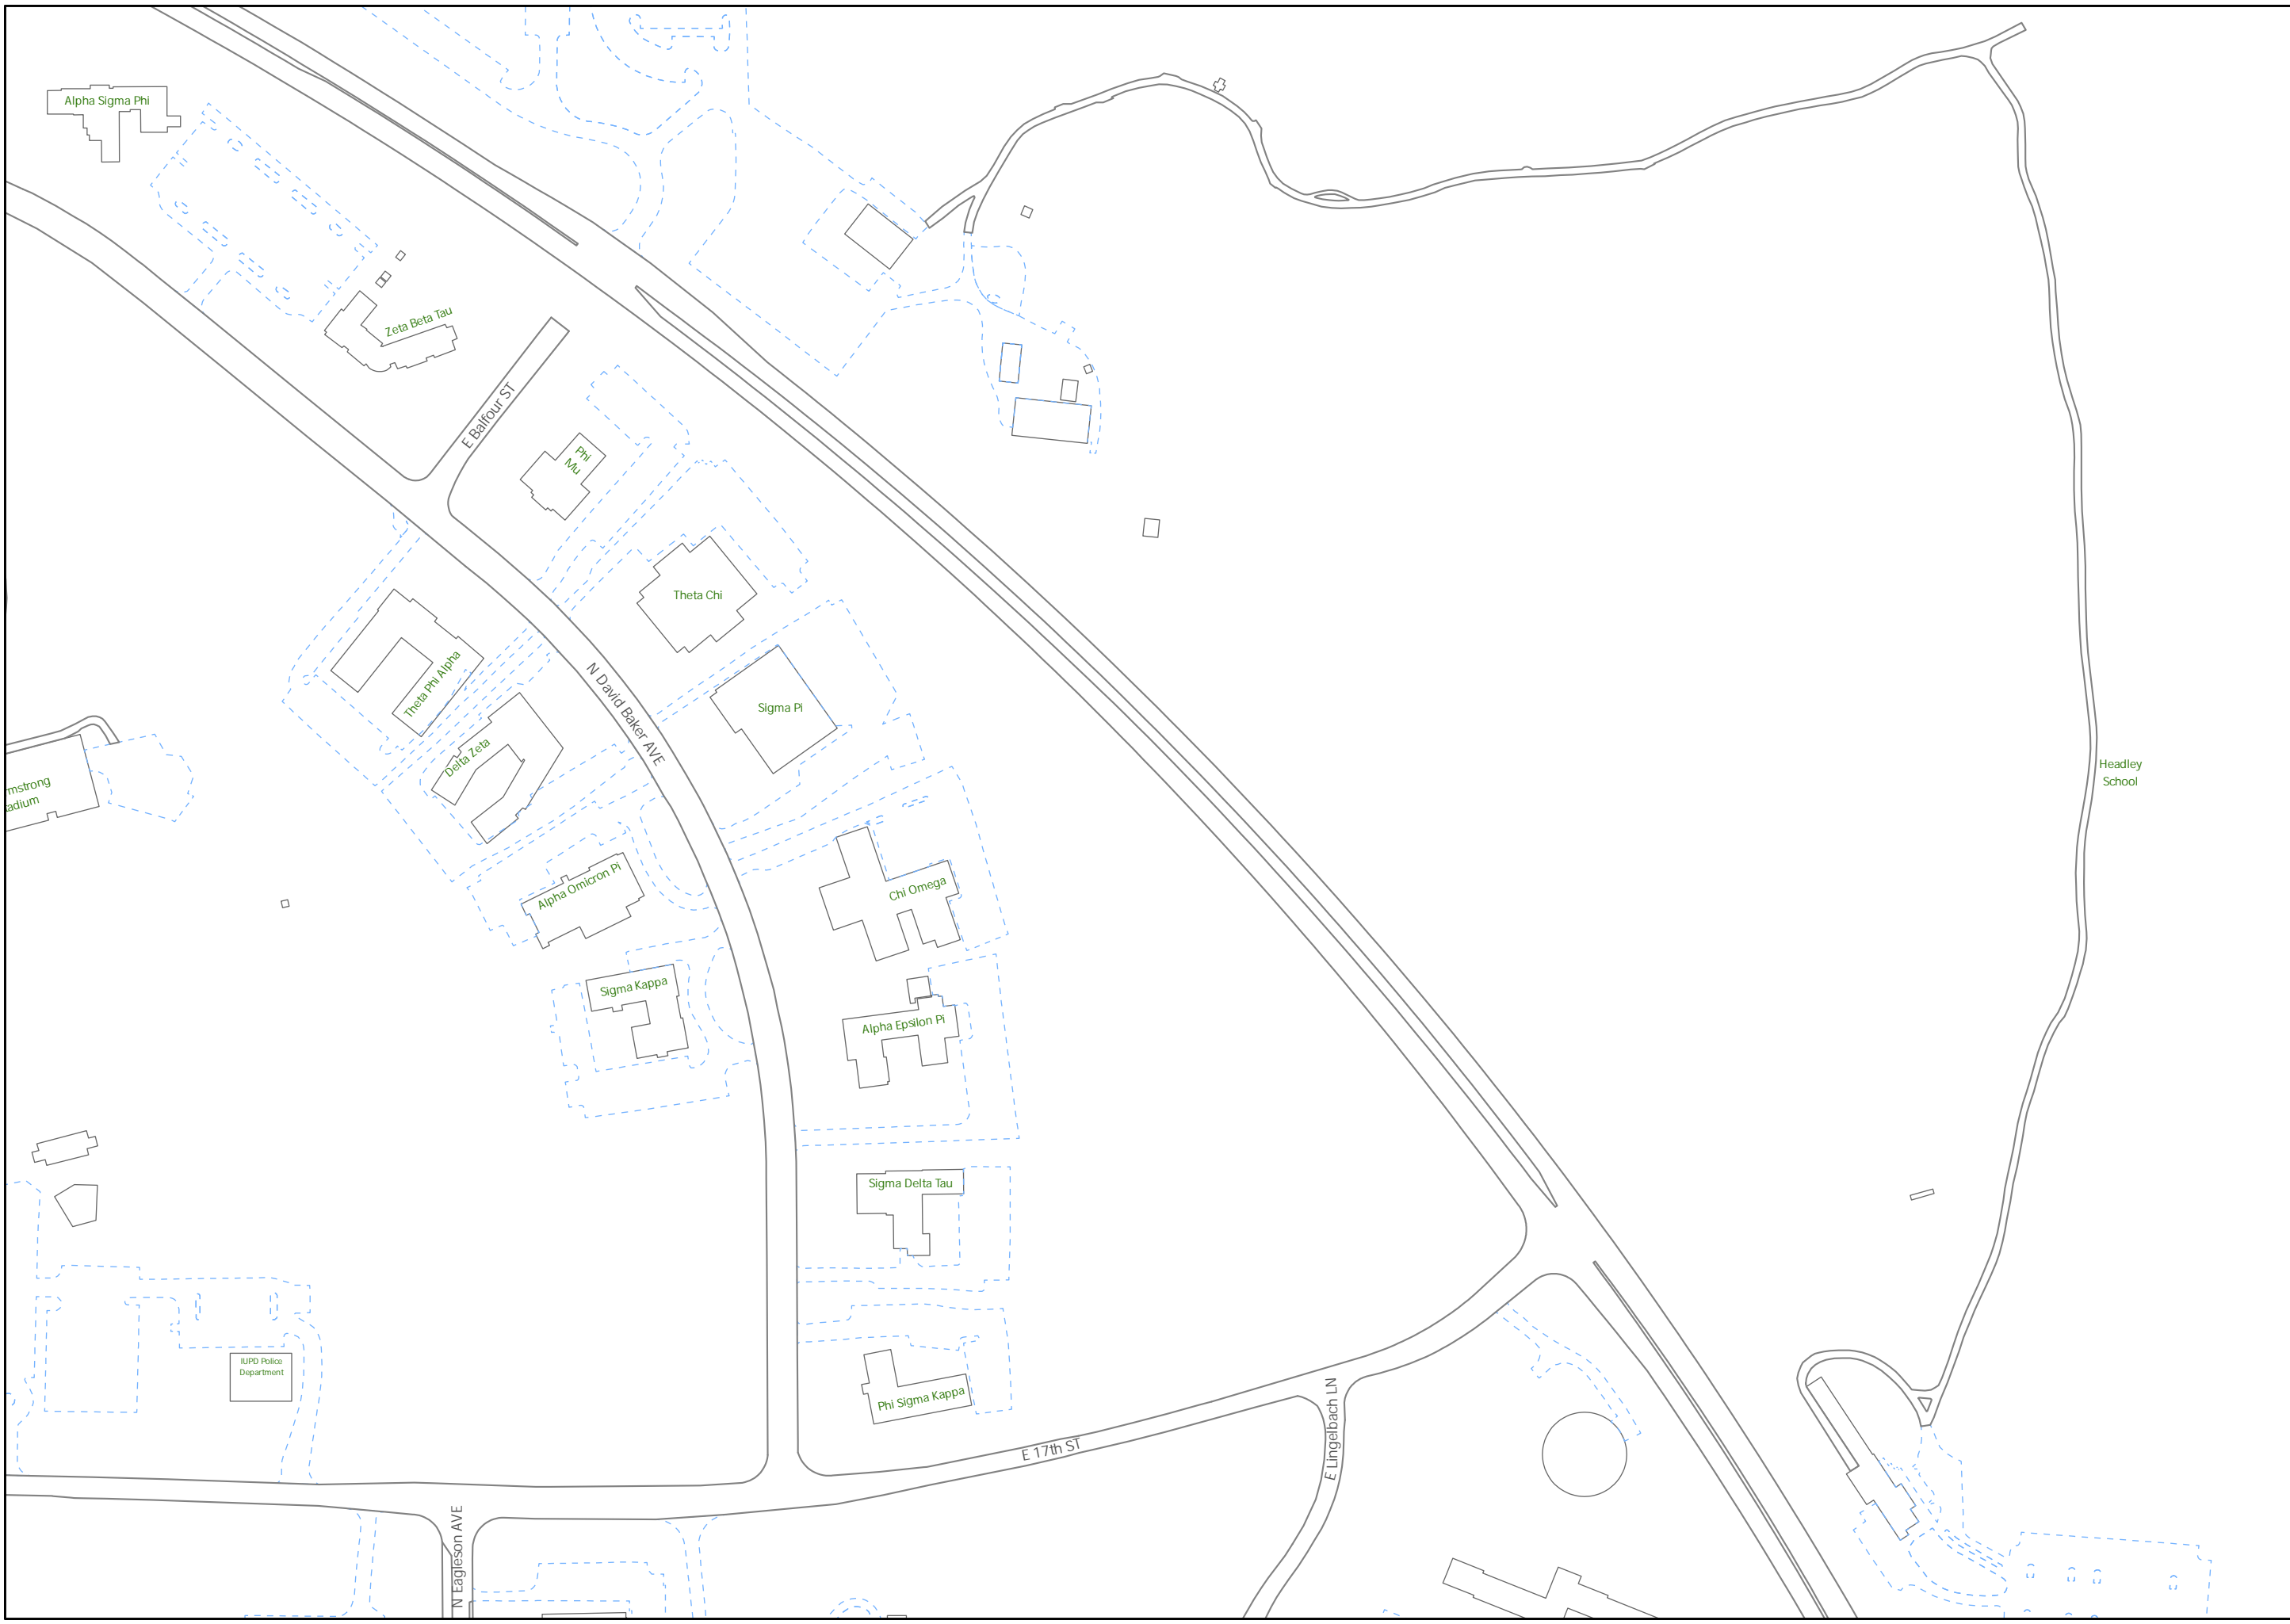 Alpha Sigma Phi
Zeta Beta Tau
E Balfour ST
Phi
Mu
Theta Chi
Theta Phi Alpha
N David Baker AVE
Sigma Pi
Delta Zeta
Headley
School
mstrong
adium
Alpha Omicron Pi
Chi Omega
Sigma Kappa
Alpha Epsilon Pi
Sigma Delta Tau
IUPD Police
Department
Phi Sigma Kappa
E 17th ST
E Lingelbach LN
N Eagleson AVE